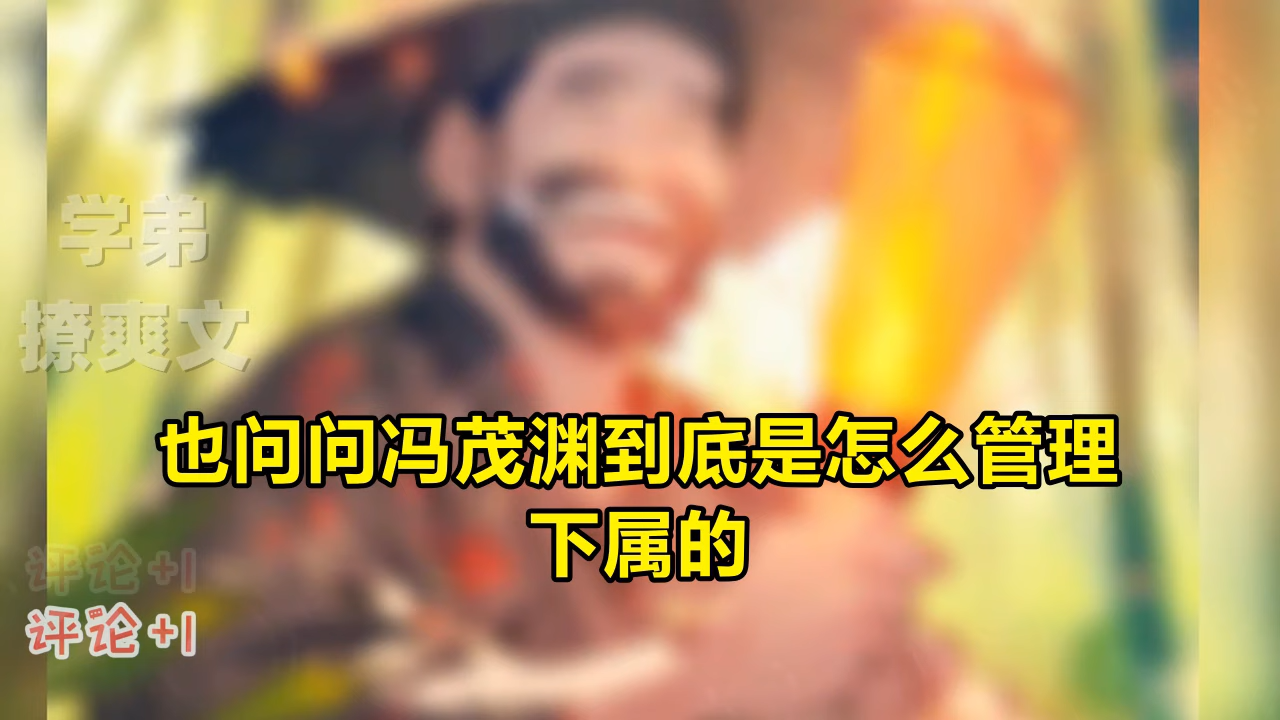 学弟
撩爽文
也问问冯茂渊到底是怎么管理
下属的
评论+1
评论+1